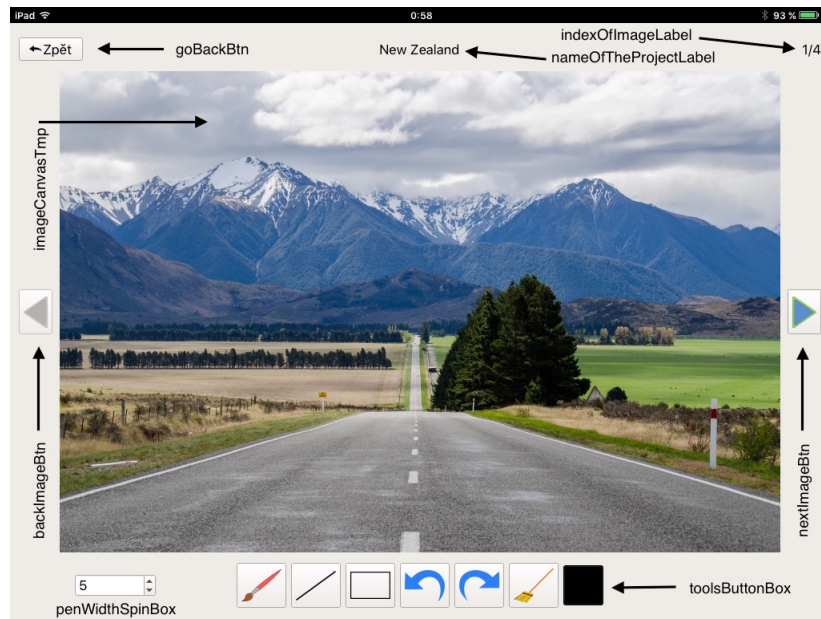 iPad 0:58 93 %
indexOfImageLabel
Zpět goBackBtn New Zealand 1/4
nameOfTheProjectLabel
imageCanvasTmp
backImageBtn
nextImageBtn
5
penWidthSpinBox
toolsButtonBox